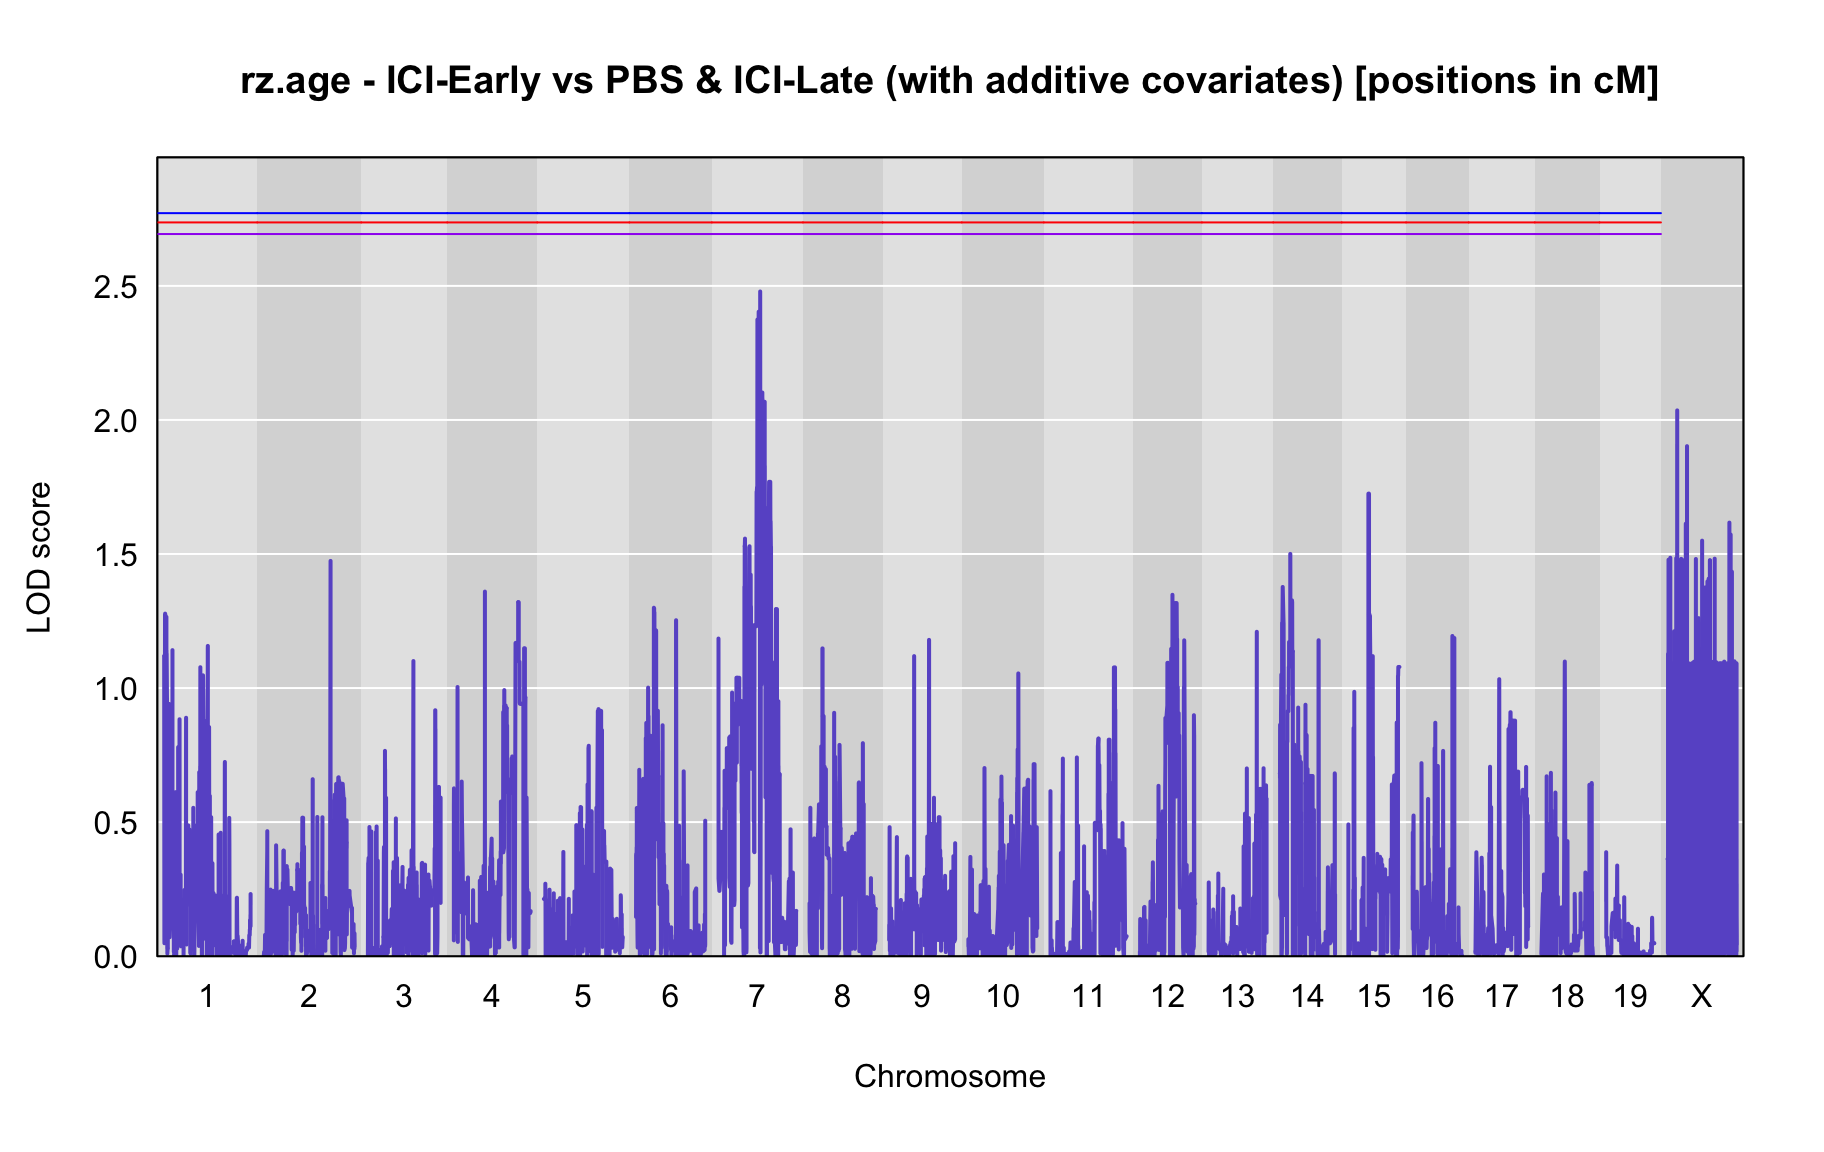 rz.age - ICI-Early vs PBS & ICI-Late (with additive covariates) [positions in cM]
LOD score
2.5
2.0
1.5
1.0
0.5
0.0
1 2 3 4 5 6 7 8 9 10 11 12 13 14 15 16 17 18 19 X
Chromosome